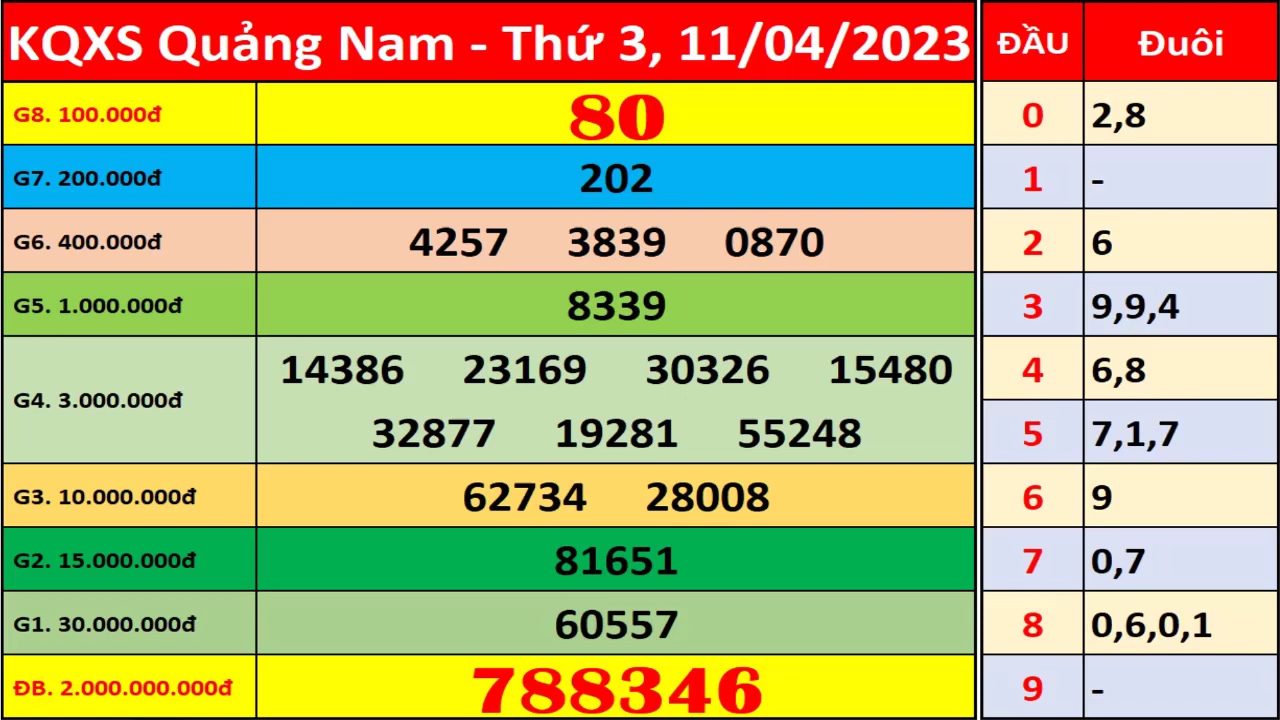 KQXS Quảng Nam - Thứ 3, 11/04/2023 ĐẦU Đuôi
G8. 100.000đ 80 0 2,8
G7. 200.000đ 202 1 -
G6. 400.000đ 4257 3839 0870 2 6
G5. 1.000.000đ 8339 3 9,9,4
14386 23169 30326 15480 4 6,8
G4. 3.000.000đ
32877 19281 55248 5 7,1,7
G3. 10.000.000đ 62734 28008 6 9
G2. 15.000.000đ 81651 7 0,7
G1. 30.000.000đ 60557 8 0,6,0,1
ĐB. 2.000.000.000đ 788346 9 -